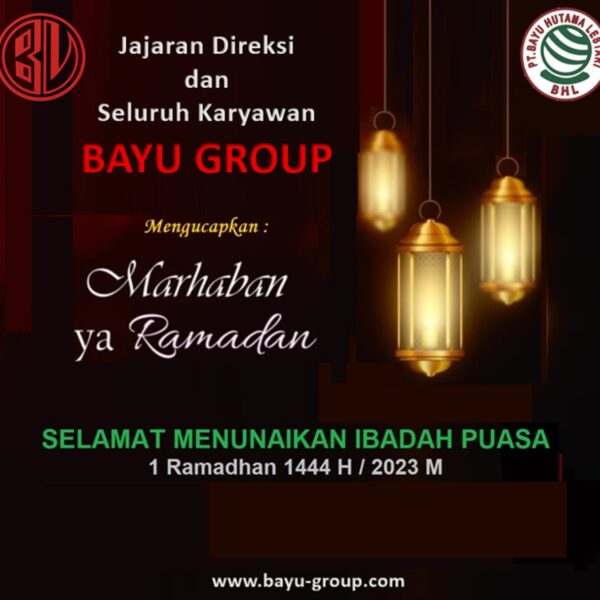 BU
Jajaran Direksi
dan
Seluruh Karyawan
BAYU GROUP
PT.BAYU HUTAMA LESTARI
BHL
Mengucapkan :
Marhaban
ya Ramadan
SELAMAT MENUNAIKAN IBADAH PUASA
1 Ramadhan 1444 H / 2023 M
www.bayu-group.com